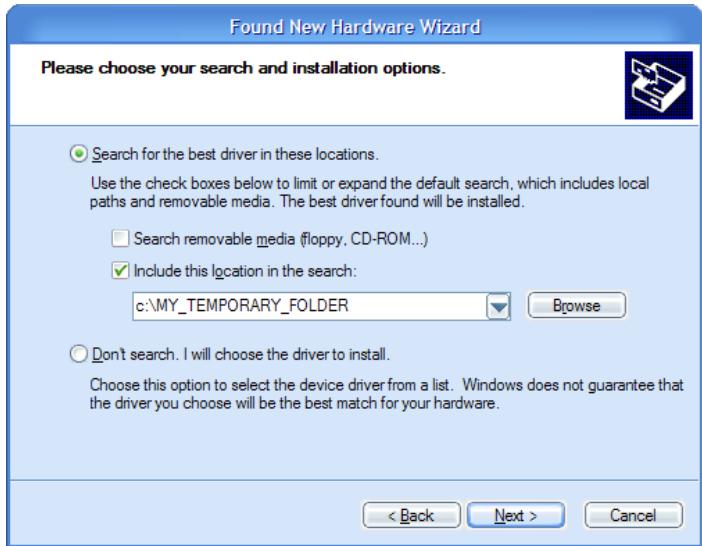 Found New Hardware Wizard
Please choose your search and installation options.
Search for the best driver in these locations.
Use the check boxes below to limit or expand the default search, which includes local
paths and removable media. The best driver found will be installed.
Search removable media (floppy, CD-ROM...)
Include this location in the search:
c:\MY_TEMPORARY_FOLDER
Browse
Don't search. I will choose the driver to install.
Choose this option to select the device driver from a list.  Windows does not guarantee that
the driver you choose will be the best match for your hardware.
< Back
Next >
Cancel